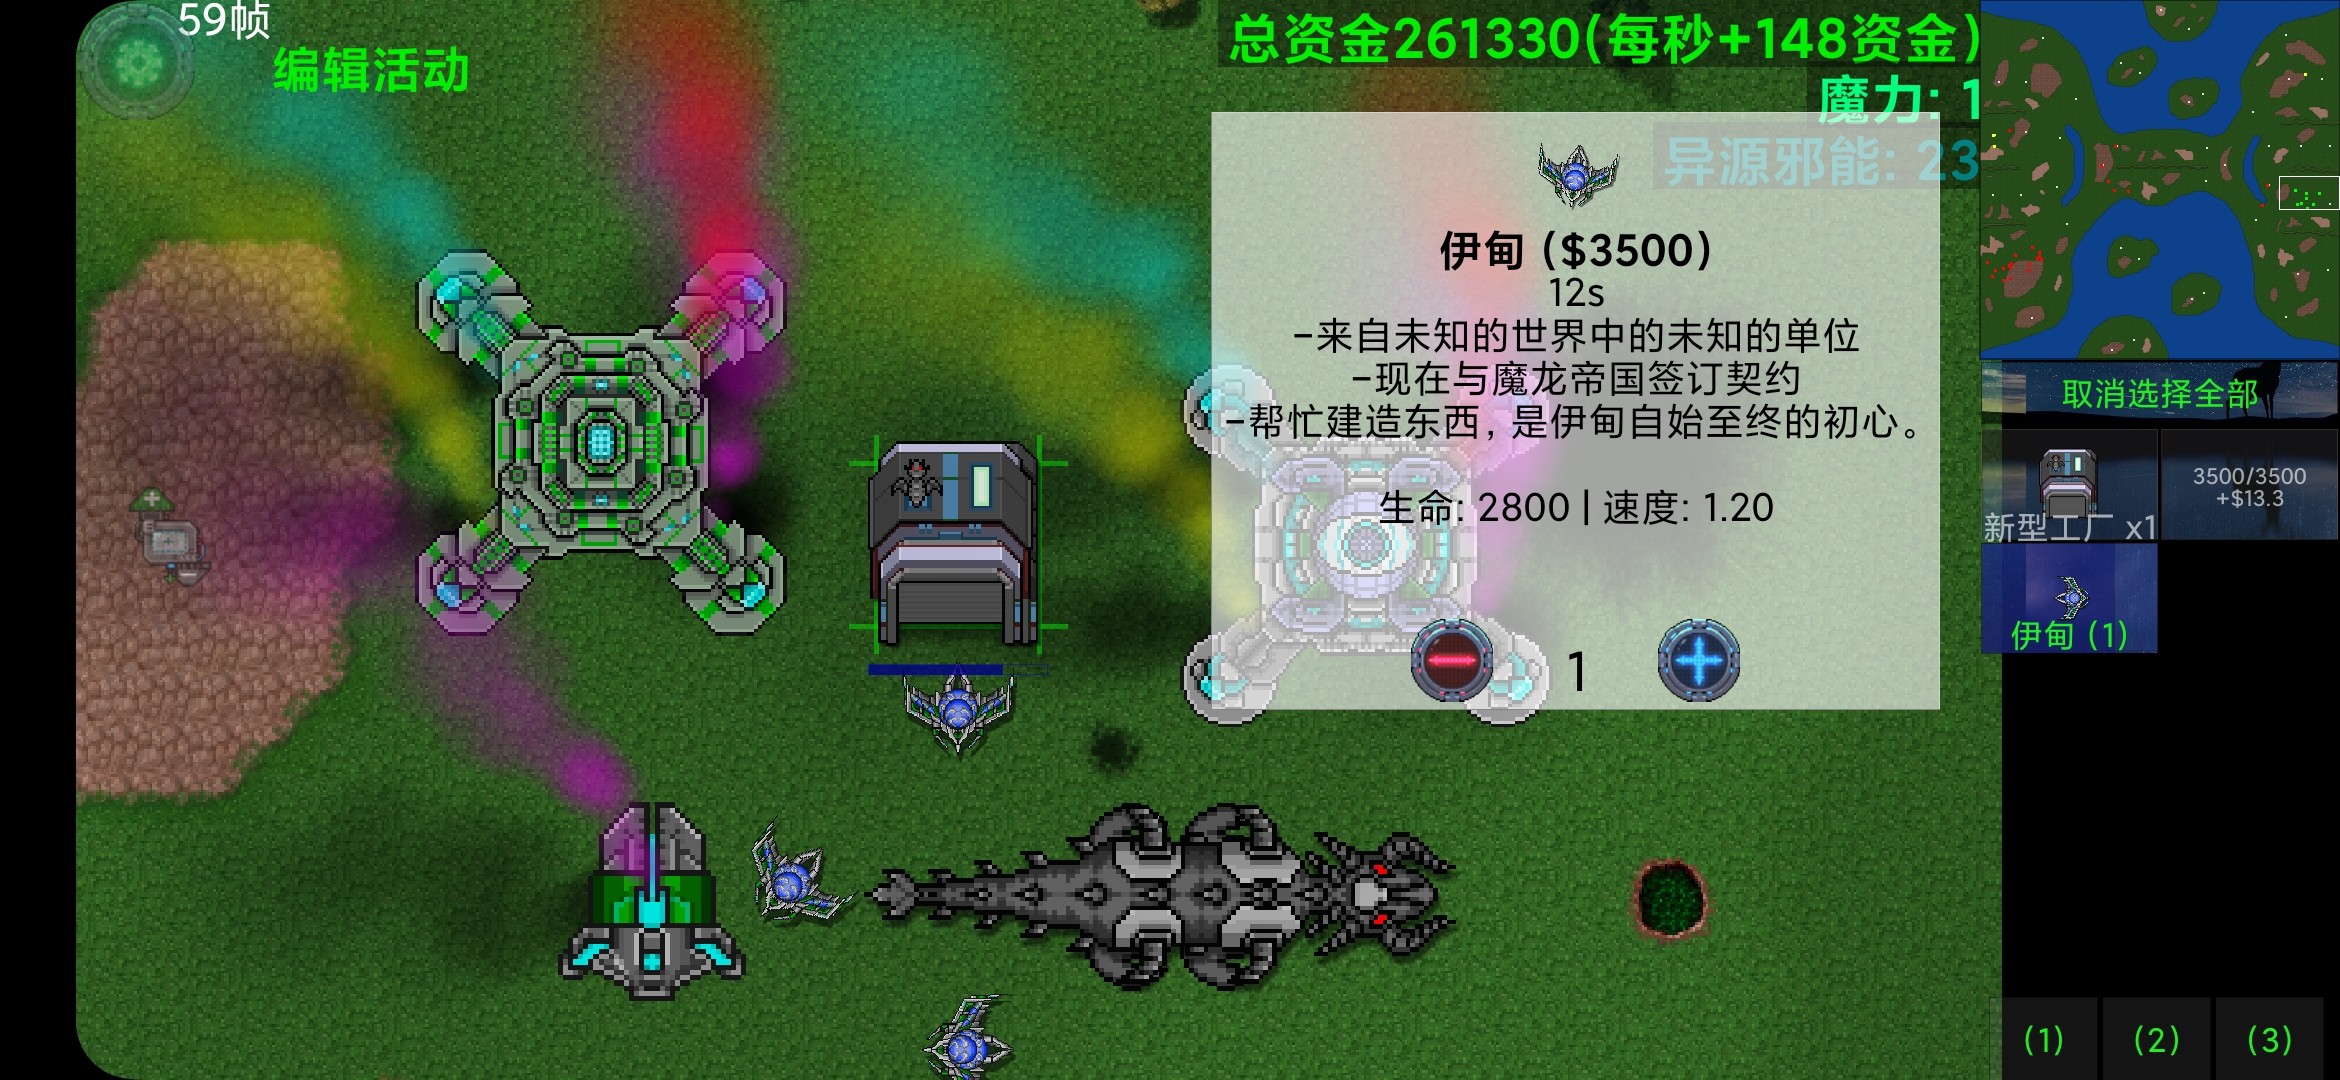 59帧
编辑活动
总资金261330(每秒+148资金)
魔力: 1
异源邪能: 23
伊甸 ($3500)
12s
-来自未知的世界中的未知的单位
-现在与魔龙帝国签订契约
-帮忙建造东西，是伊甸自始至终的初心。
生命: 2800 | 速度: 1.20
1
取消选择全部
新型工厂 x1
3500/3500
+$13.3
伊甸 (1)
(1)
(2)
(3)